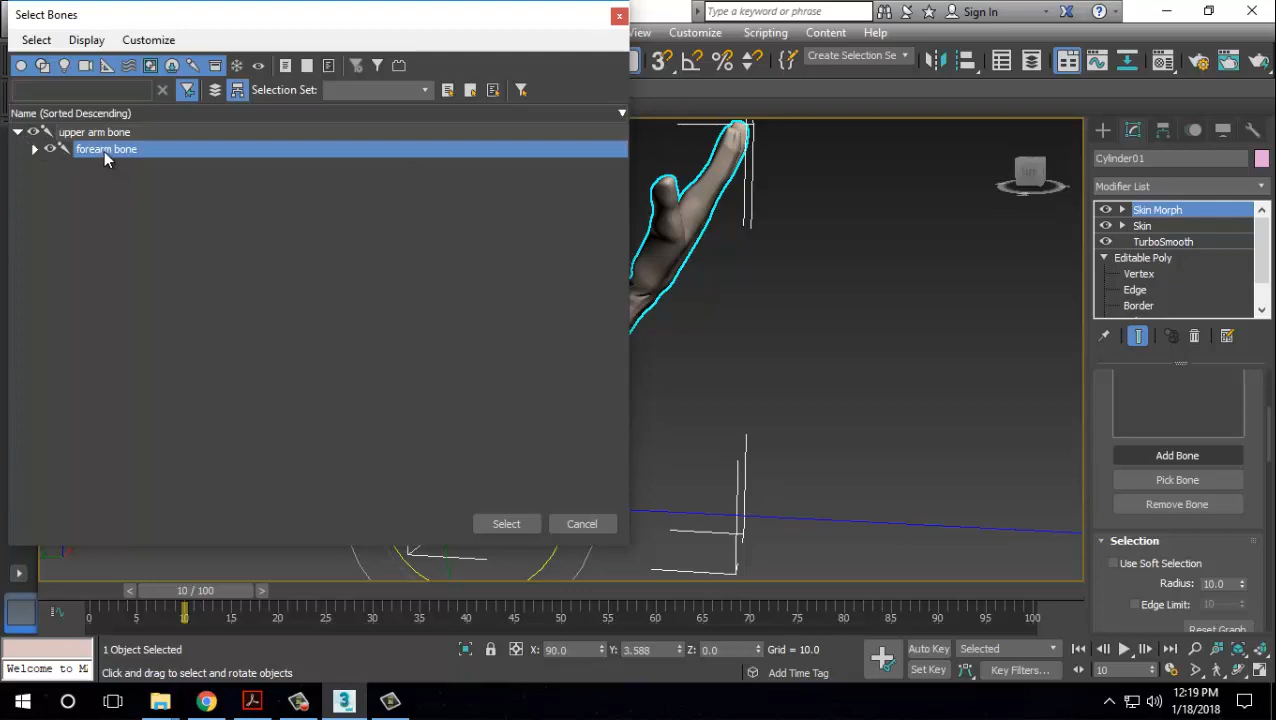 Select Bones
Type a keyword or phrase
Sign In
Select Display Customize
View Customize Scripting Content Help
Selection Set:
Create Selection Se
Name (Sorted Descending)
upper arm bone
forearm bone
Cylinder01
Modifier List
Skin Morph
Skin
TurboSmooth
Editable Poly
Vertex
Edge
Border
Add Bone
Pick Bone
Remove Bone
Select Cancel
Selection
Use Soft Selection
Radius: 10.0
Edge Limit: 10
Reset Graph
10 / 100
0 5 10 15 20 25 30 35 40 45 50 55 60 65 70 75 80 85 90 95 100
1 Object Selected
X: 90.0 Y: 3.588 Z: 0.0 Grid = 10.0
Auto Key Selected
Welcome to M
Click and drag to select and rotate objects
Add Time Tag
Set Key Key Filters...
10
12:19 PM
1/18/2018